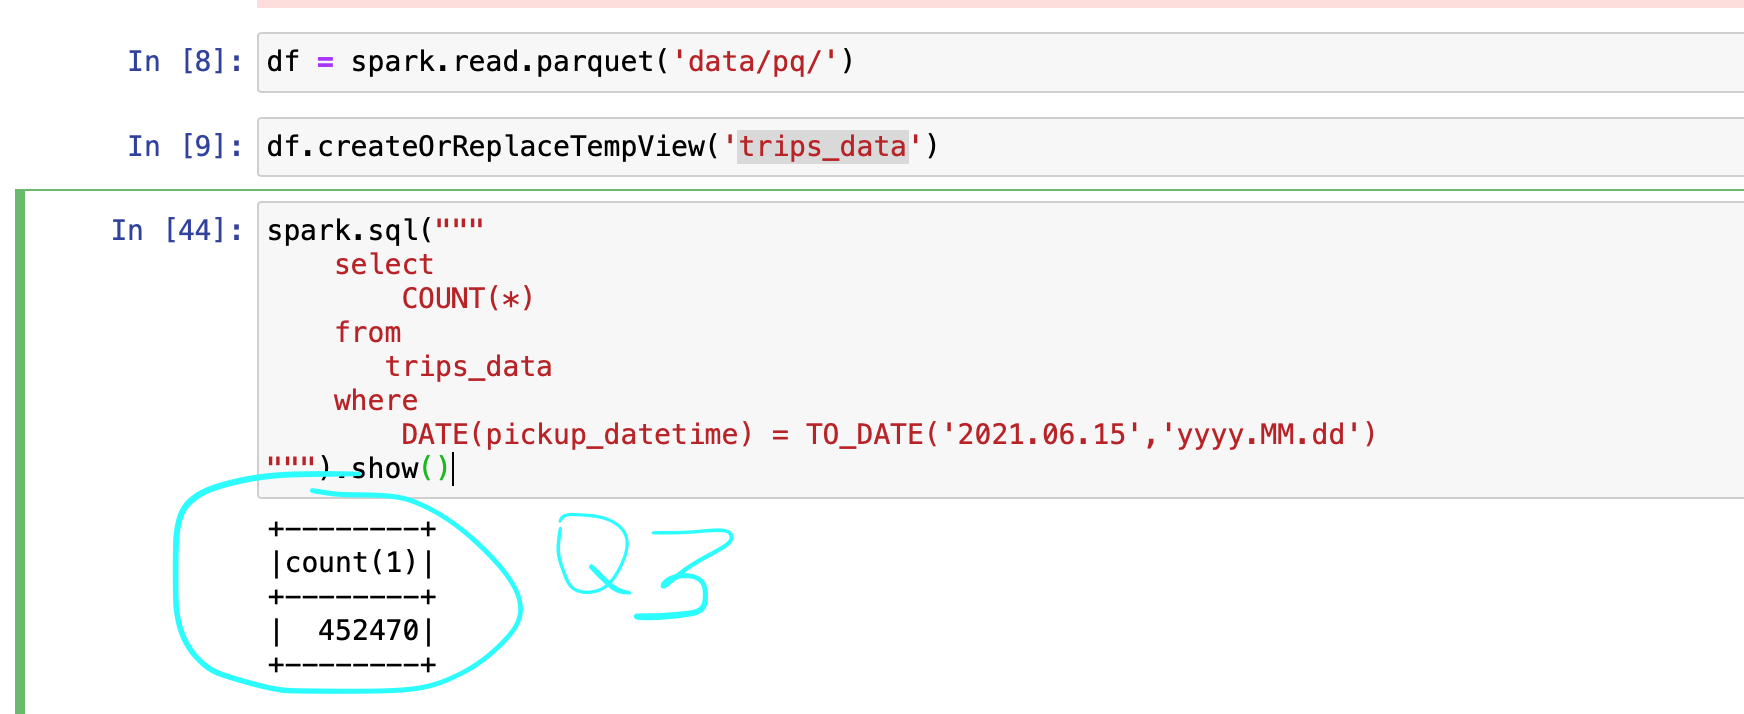 In [8]: df = spark.read.parquet('data/pq/')
In [9]: df.createOrReplaceTempView('trips_data')
In [44]: spark.sql("""
    select
        COUNT(*)
    from
       trips_data
    where
        DATE(pickup_datetime) = TO_DATE('2021.06.15','yyyy.MM.dd')
""").show()
+--------+
|count(1)|
+--------+
|  452470|
+--------+
Q3